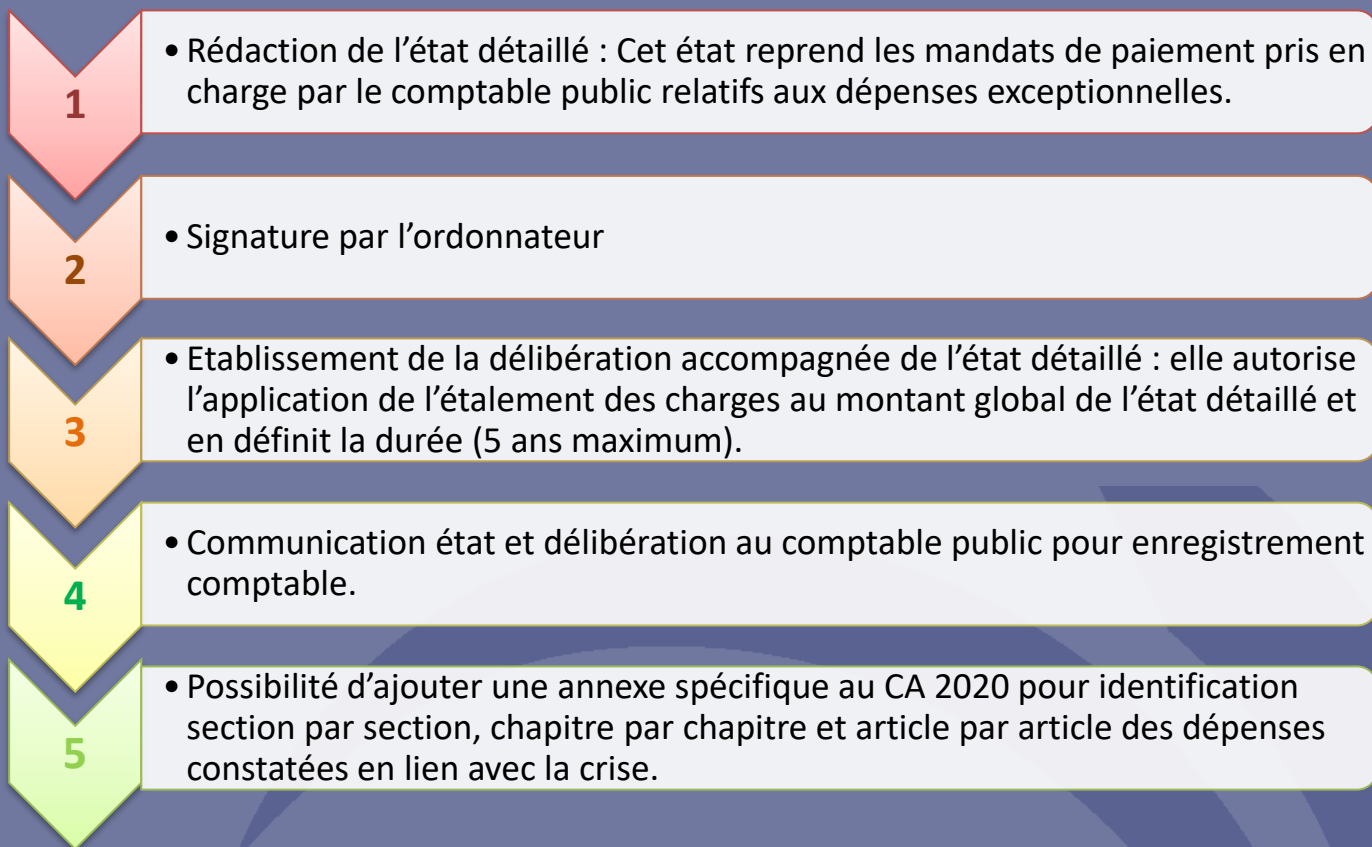 1
• Rédaction de l’état détaillé : Cet état reprend les mandats de paiement pris en
charge par le comptable public relatifs aux dépenses exceptionnelles.
2
• Signature par l’ordonnateur
3
• Etablissement de la délibération accompagnée de l’état détaillé : elle autorise
l’application de l’étalement des charges au montant global de l’état détaillé et
en définit la durée (5 ans maximum).
4
• Communication état et délibération au comptable public pour enregistrement
comptable.
5
• Possibilité d’ajouter une annexe spécifique au CA 2020 pour identification
section par section, chapitre par chapitre et article par article des dépenses
constatées en lien avec la crise.